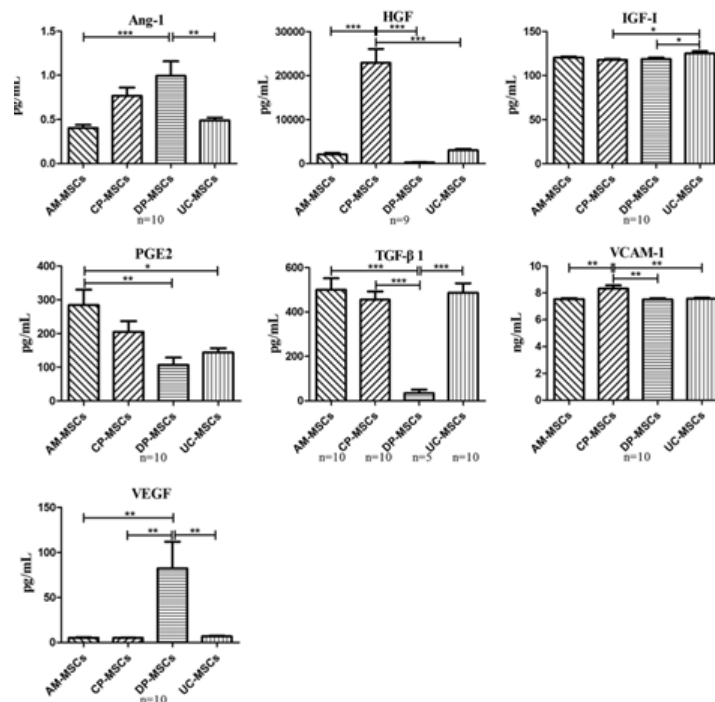 Ang-1
***
**
pg/mL
1.5
1.0
0.5
0.0
AM-MSCs
CP-MSCs
DP-MSCs
UC-MSCs
n=10
HGF
***
***
***
pg/mL
30000
20000
10000
0
AM-MSCs
CP-MSCs
DP-MSCs
UC-MSCs
n=9
IGF-I
*
*
pg/mL
150
100
50
0
AM-MSCs
CP-MSCs
DP-MSCs
UC-MSCs
n=10
PGE2
*
**
pg/mL
400
300
200
100
0
AM-MSCs
CP-MSCs
DP-MSCs
UC-MSCs
n=10
TGF-β 1
***
***
***
pg/mL
600
400
200
0
AM-MSCs
CP-MSCs
DP-MSCs
UC-MSCs
n=10 n=10 n=5 n=10
VCAM-1
**
**
**
ng/mL
10
8
6
4
2
0
AM-MSCs
CP-MSCs
DP-MSCs
UC-MSCs
n=10
VEGF
**
**
**
pg/mL
150
100
50
0
AM-MSCs
CP-MSCs
DP-MSCs
UC-MSCs
n=10